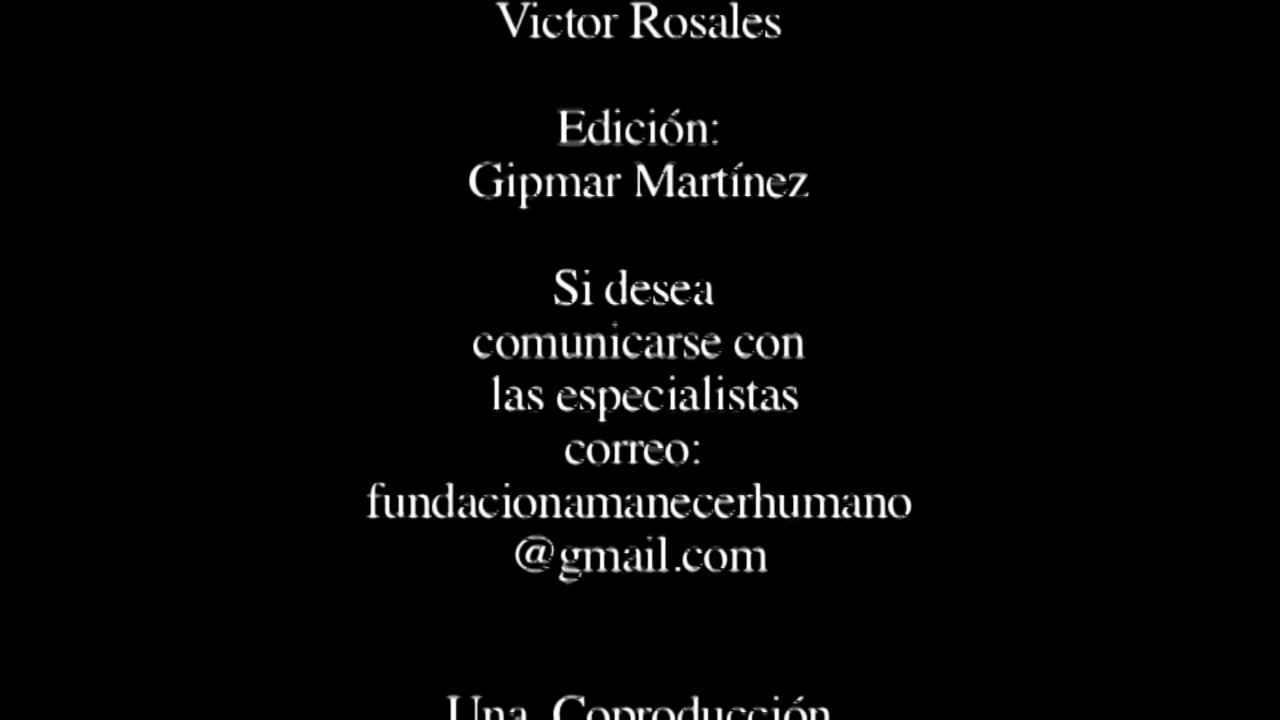 Victor Rosales
Edición:
Gipmar Martínez
Si desea
comunicarse con
las especialistas
correo:
fundacionamanecerhumano
@gmail.com
Una Coproducción